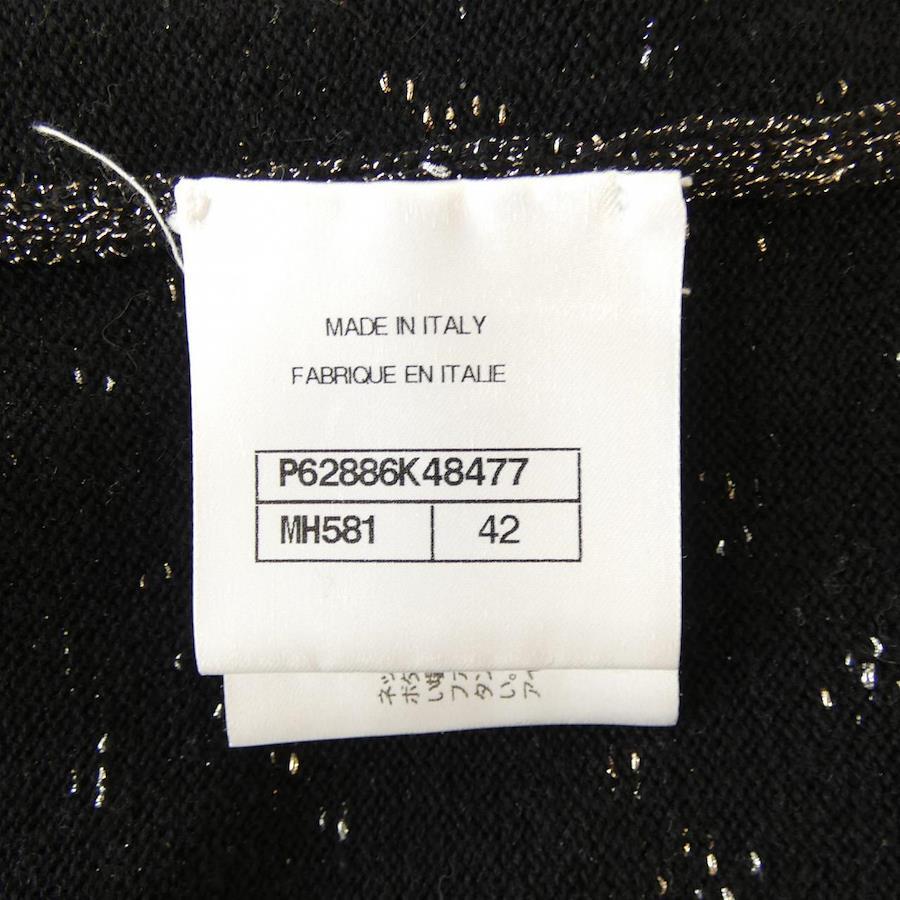 MADE IN ITALY
FABRIQUE EN ITALIE
P62886K48477
MH581 42